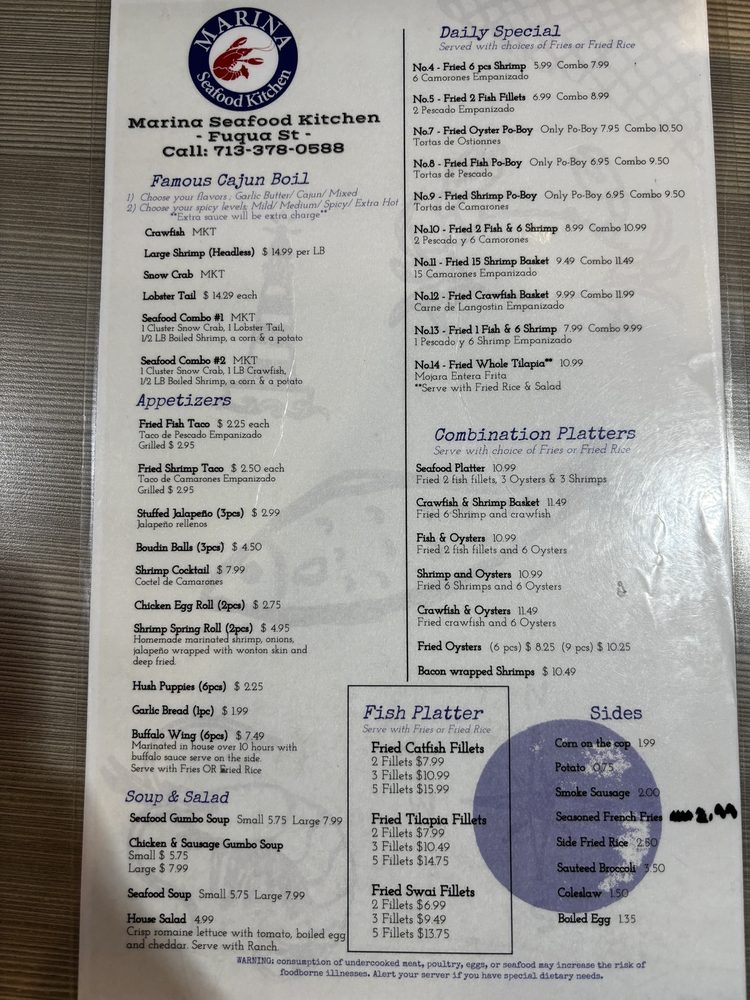 MARINA
Seafood Kitchen
Marina Seafood Kitchen
- Fuqua St -
Call: 713-378-0588
Famous Cajun Boil
1) Choose your flavors : Garlic Butter/ Cajun/ Mixed
2) Choose your spicy levels: Mild/ Medium/ Spicy/ Extra Hot
**Extra sauce will be extra charge**
Crawfish MKT
Large Shrimp (Headless) $ 14.99 per LB
Snow Crab MKT
Lobster Tail $ 14.29 each
Seafood Combo #1 MKT
1 Cluster Snow Crab, 1 Lobster Tail,
1/2 LB Boiled Shrimp, a corn & a potato
Seafood Combo #2 MKT
1 Cluster Snow Crab, 1 LB Crawfish,
1/2 LB Boiled Shrimp, a corn & a potato
Appetizers
Fried Fish Taco $ 2.25 each
Taco de Pescado Empanizado
Grilled $ 2.95
Fried Shrimp Taco $ 2.50 each
Taco de Camarones Empanizado
Grilled $ 2.95
Stuffed Jalapeño (3pcs) $ 2.99
Jalapeño rellenos
Boudin Balls (3pcs) $ 4.50
Shrimp Cocktail $ 7.99
Coctel de Camarones
Chicken Egg Roll (2pcs) $ 2.75
Shrimp Spring Roll (2pcs) $ 4.95
Homemade marinated shrimp, onions,
jalapeño wrapped with wonton skin and
deep fried.
Hush Puppies (6pcs) $ 2.25
Garlic Bread (1pc) $ 1.99
Buffalo Wing (6pcs) $ 7.49
Marinated in house over 10 hours with
buffalo sauce serve on the side.
Serve with Fries OR Fried Rice
Soup & Salad
Seafood Gumbo Soup Small 5.75 Large 7.99
Chicken & Sausage Gumbo Soup
Small $ 5.75
Large $ 7.99
Seafood Soup Small 5.75 Large 7.99
House Salad 4.99
Crisp romaine lettuce with tomato, boiled egg
and cheddar. Serve with Ranch.
Daily Special
Served with choices of Fries or Fried Rice
No.4 - Fried 6 pcs Shrimp 5.99 Combo 7.99
6 Camorones Empanizado
No.5 - Fried 2 Fish Fillets 6.99 Combo 8.99
2 Pescado Empanizado
No.7 - Fried Oyster Po-Boy Only Po-Boy 7.95 Combo 10.50
Tortas de Ostionnes
No.8 - Fried Fish Po-Boy Only Po-Boy 6.95 Combo 9.50
Tortas de Pescado
No.9 - Fried Shrimp Po-Boy Only Po-Boy 6.95 Combo 9.50
Tortas de Camarones
No.10 - Fried 2 Fish & 6 Shrimp 8.99 Combo 10.99
2 Pescado y 6 Camorones
No.11 - Fried 15 Shrimp Basket 9.49 Combo 11.49
15 Camarones Empanizado
No.12 - Fried Crawfish Basket 9.99 Combo 11.99
Carne de Langostin Empanizado
No.13 - Fried 1 Fish & 6 Shrimp 7.99 Combo 9.99
1 Pescado y 6 Shrimp Empanizado
No.14 - Fried Whole Tilapia** 10.99
Mojara Entera Frita
**Serve with Fried Rice & Salad
Combination Platters
Serve with choice of Fries or Fried Rice
Seafood Platter 10.99
Fried 2 fish fillets, 3 Oysters & 3 Shrimps
Crawfish & Shrimp Basket 11.49
Fried 6 Shrimp and crawfish
Fish & Oysters 10.99
Fried 2 fish fillets and 6 Oysters
Shrimp and Oysters 10.99
Fried 6 Shrimps and 6 Oysters
Crawfish & Oysters 11.49
Fried crawfish and 6 Oysters
Fried Oysters (6 pcs) $ 8.25 (9 pcs) $ 10.25
Bacon wrapped Shrimps $ 10.49
Fish Platter
Serve with Fries or Fried Rice
Fried Catfish Fillets
2 Fillets $7.99
3 Fillets $10.99
5 Fillets $15.99
Fried Tilapia Fillets
2 Fillets $7.99
3 Fillets $10.49
5 Fillets $14.75
Fried Swai Fillets
2 Fillets $6.99
3 Fillets $9.49
5 Fillets $13.75
Sides
Corn on the cop 1.99
Potato 0.75
Smoke Sausage 2.00
Seasoned French Fries 2.99
Side Fried Rice 2.50
Sauteed Broccoli 3.50
Coleslaw 1.50
Boiled Egg 1.35
WARNING: consumption of undercooked meat, poultry, eggs, or seafood may increase the risk of
foodborne illnesses. Alert your server if you have special dietary needs.